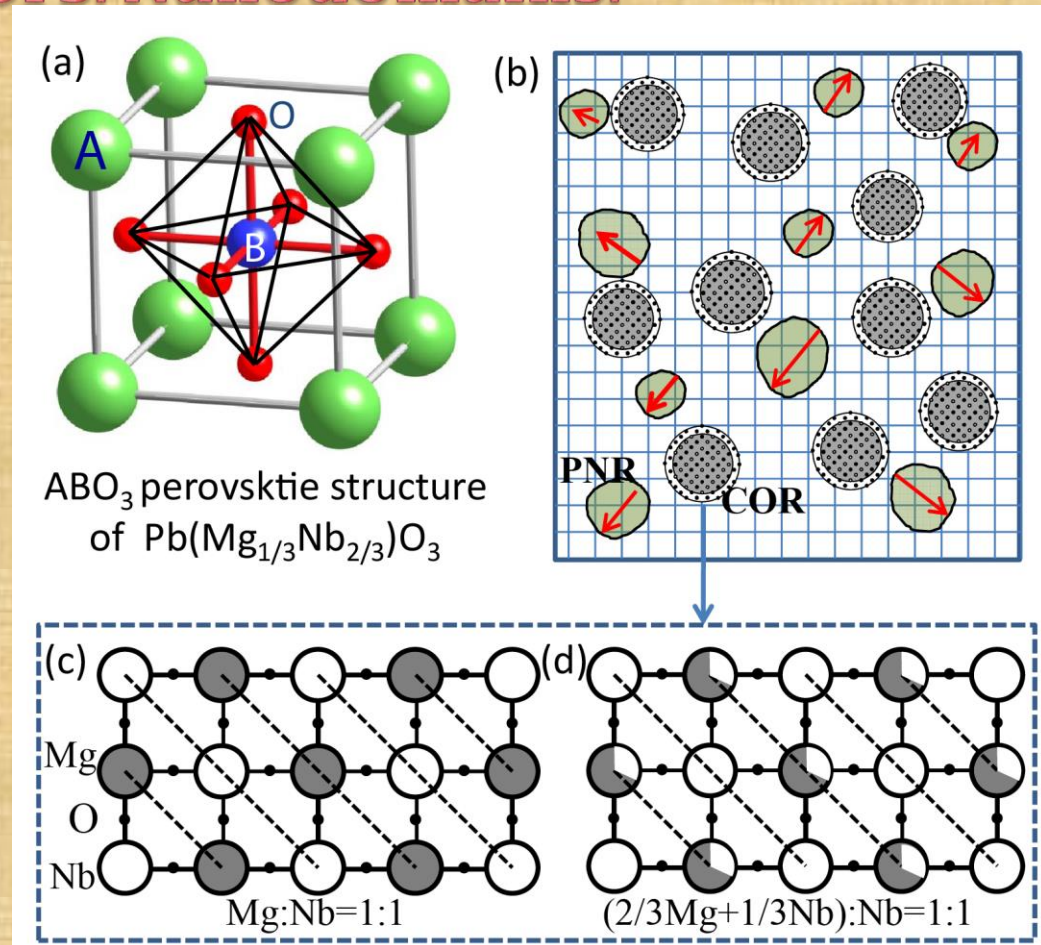 (a)
A
O
B
ABO₃ perovsktie structure
of Pb(Mg₁/₃Nb₂/₃)O₃
(b)
PNR
COR
(c)
Mg
O
Nb
Mg:Nb=1:1
(d)
(2/3Mg+1/3Nb):Nb=1:1